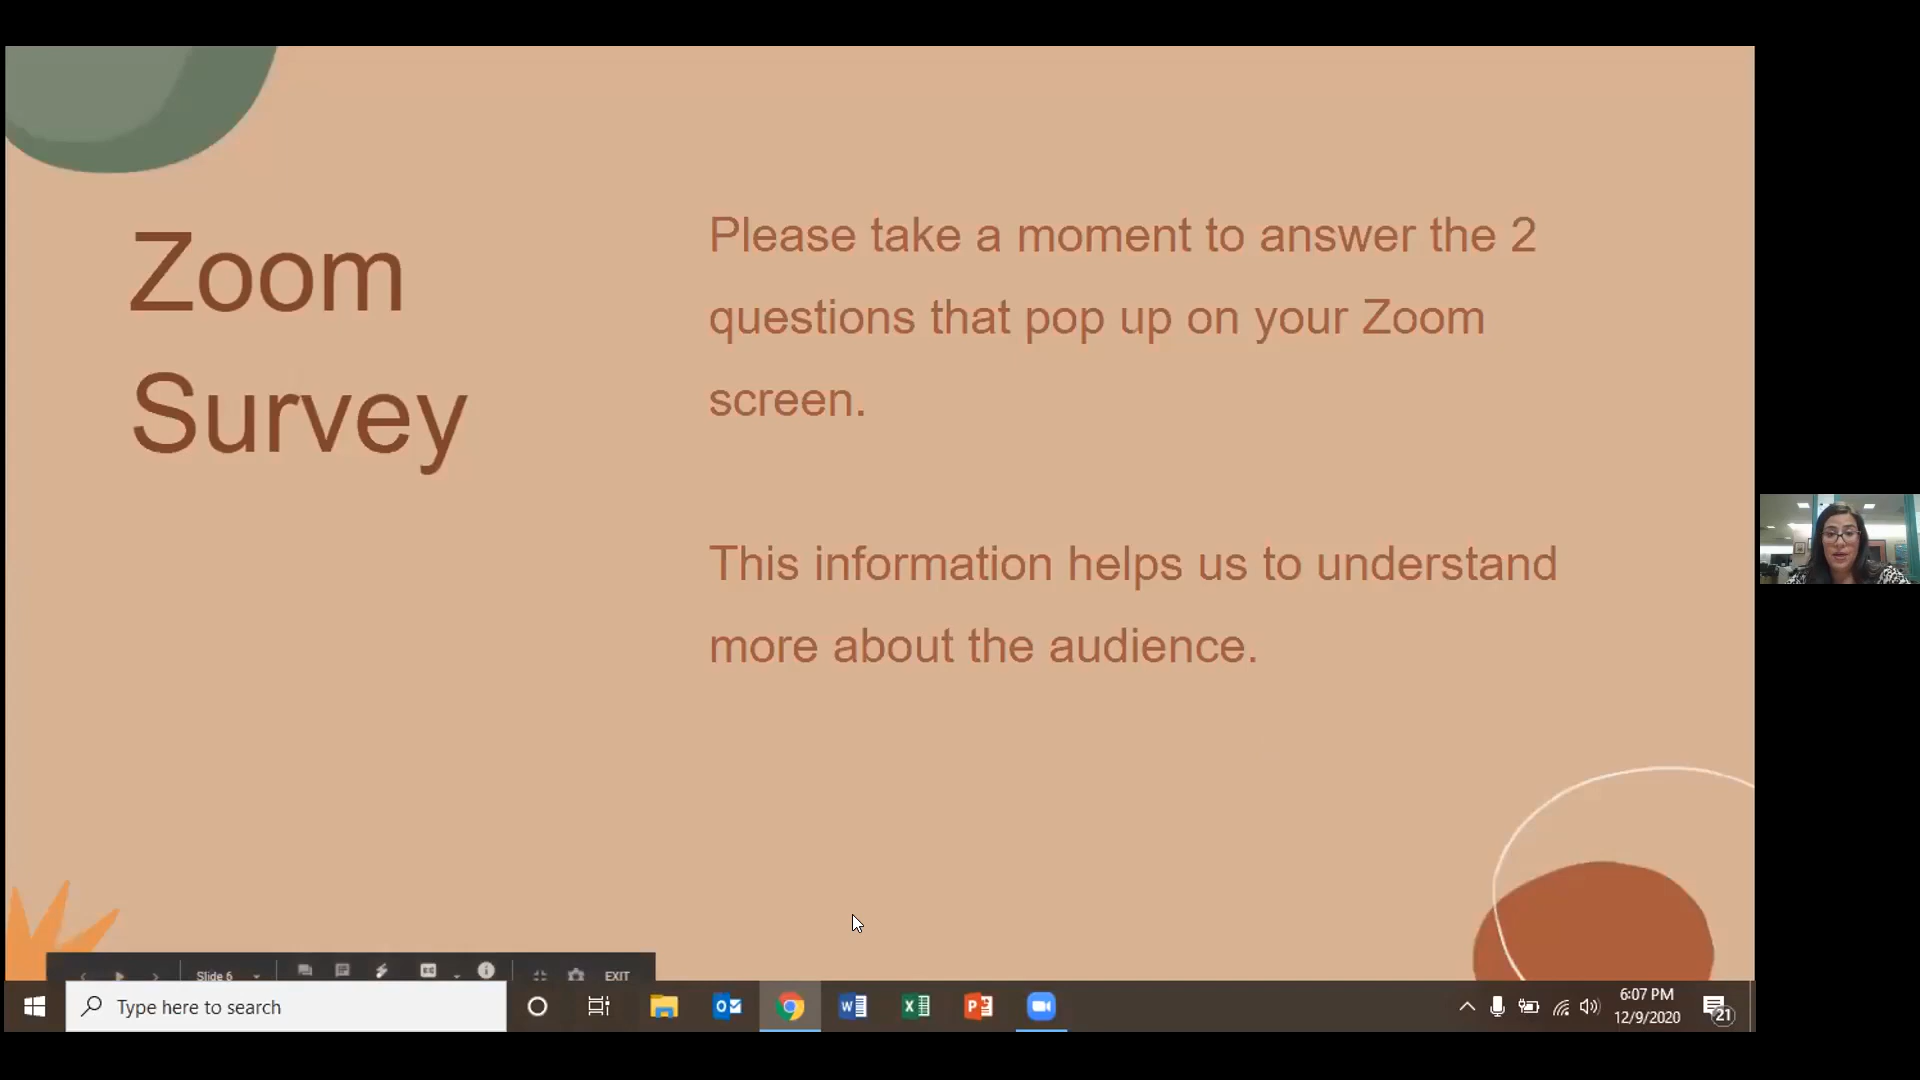 Zoom
Survey
Please take a moment to answer the 2
questions that pop up on your Zoom
screen.
This information helps us to understand
more about the audience.
Slide 6
EXIT
Type here to search
6:07 PM
12/9/2020
21